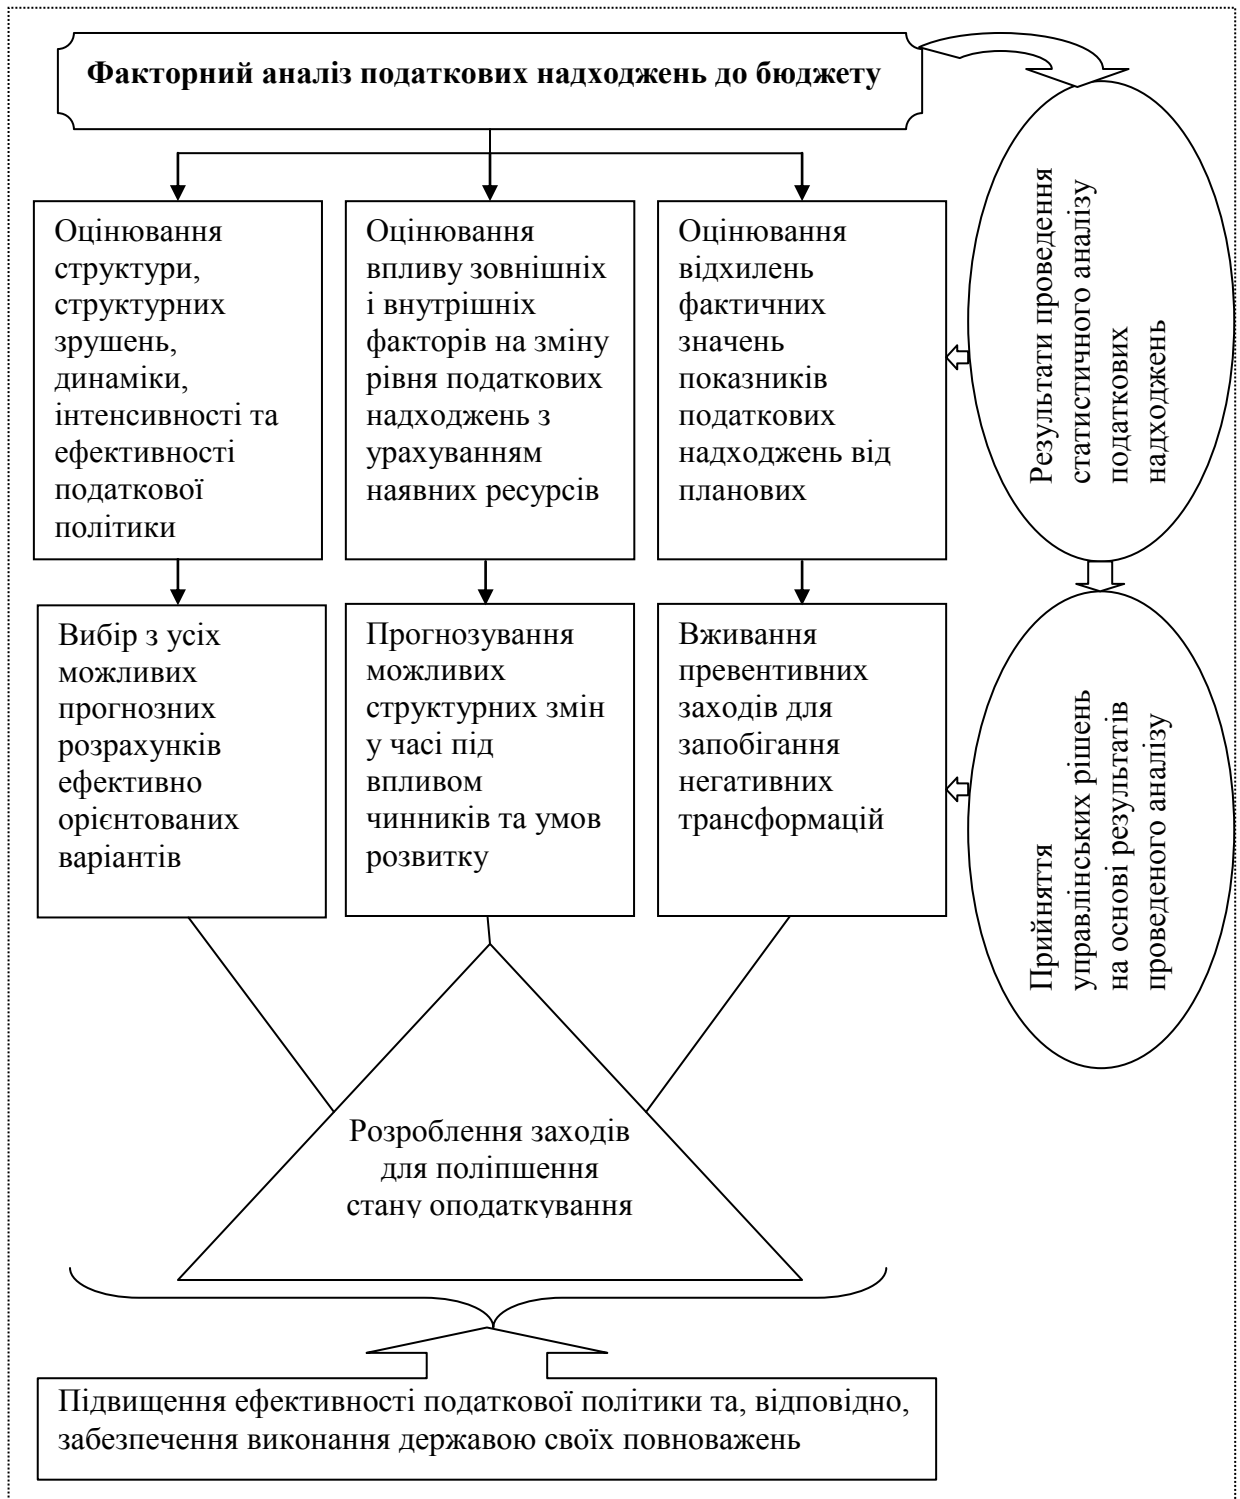 Факторний аналіз податкових надходжень до бюджету
Оцінювання
структури,
структурних
зрушень,
динаміки,
інтенсивності та
ефективності
податкової
політики
Оцінювання
впливу зовнішніх
і внутрішніх
факторів на зміну
рівня податкових
надходжень з
урахуванням
наявних ресурсів
Оцінювання
відхилень
фактичних
значень
показників
податкових
надходжень від
планових
Результати проведення
статистичного аналізу
податкових
надходжень
Вибір з усіх
можливих
прогнозних
розрахунків
ефективно
орієнтованих
варіантів
Прогнозування
можливих
структурних змін
у часі під
впливом
чинників та умов
розвитку
Вживання
превентивних
заходів для
запобігання
негативних
трансформацій
Прийняття
управлінських рішень
на основі результатів
проведеного аналізу
Розроблення заходів
для поліпшення
стану оподаткування
Підвищення ефективності податкової політики та, відповідно,
забезпечення виконання державою своїх повноважень